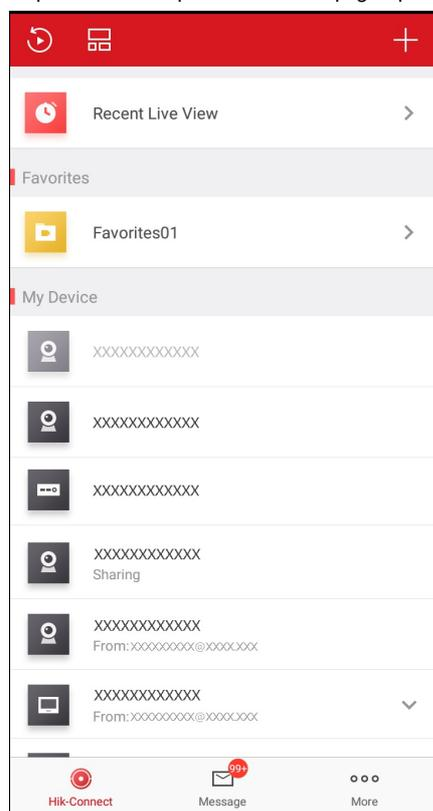 Recent Live View
Favorites
Favorites01
My Device
XXXXXXXXXXXX
XXXXXXXXXXXX
XXXXXXXXXXXX
XXXXXXXXXXXX
Sharing
XXXXXXXXXXXX
From:XXXXXXXXX@XXXX.XXX
XXXXXXXXXXXX
From:XXXXXXXXX@XXXX.XXX
99+
Hik-Connect
Message
More